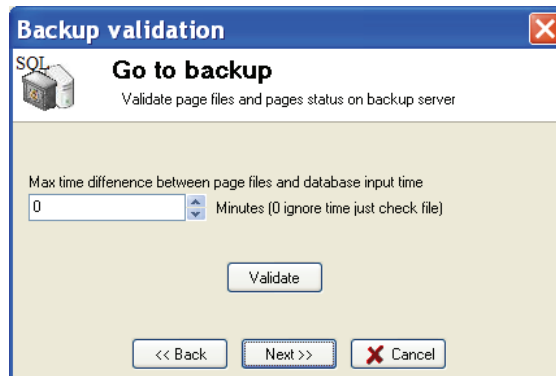 Backup validation
SQL
Go to backup
Validate page files and pages status on backup server
Max time diffenence between page files and database input time
0 Minutes (0 ignore time just check file)
Validate
<< Back Next >> Cancel